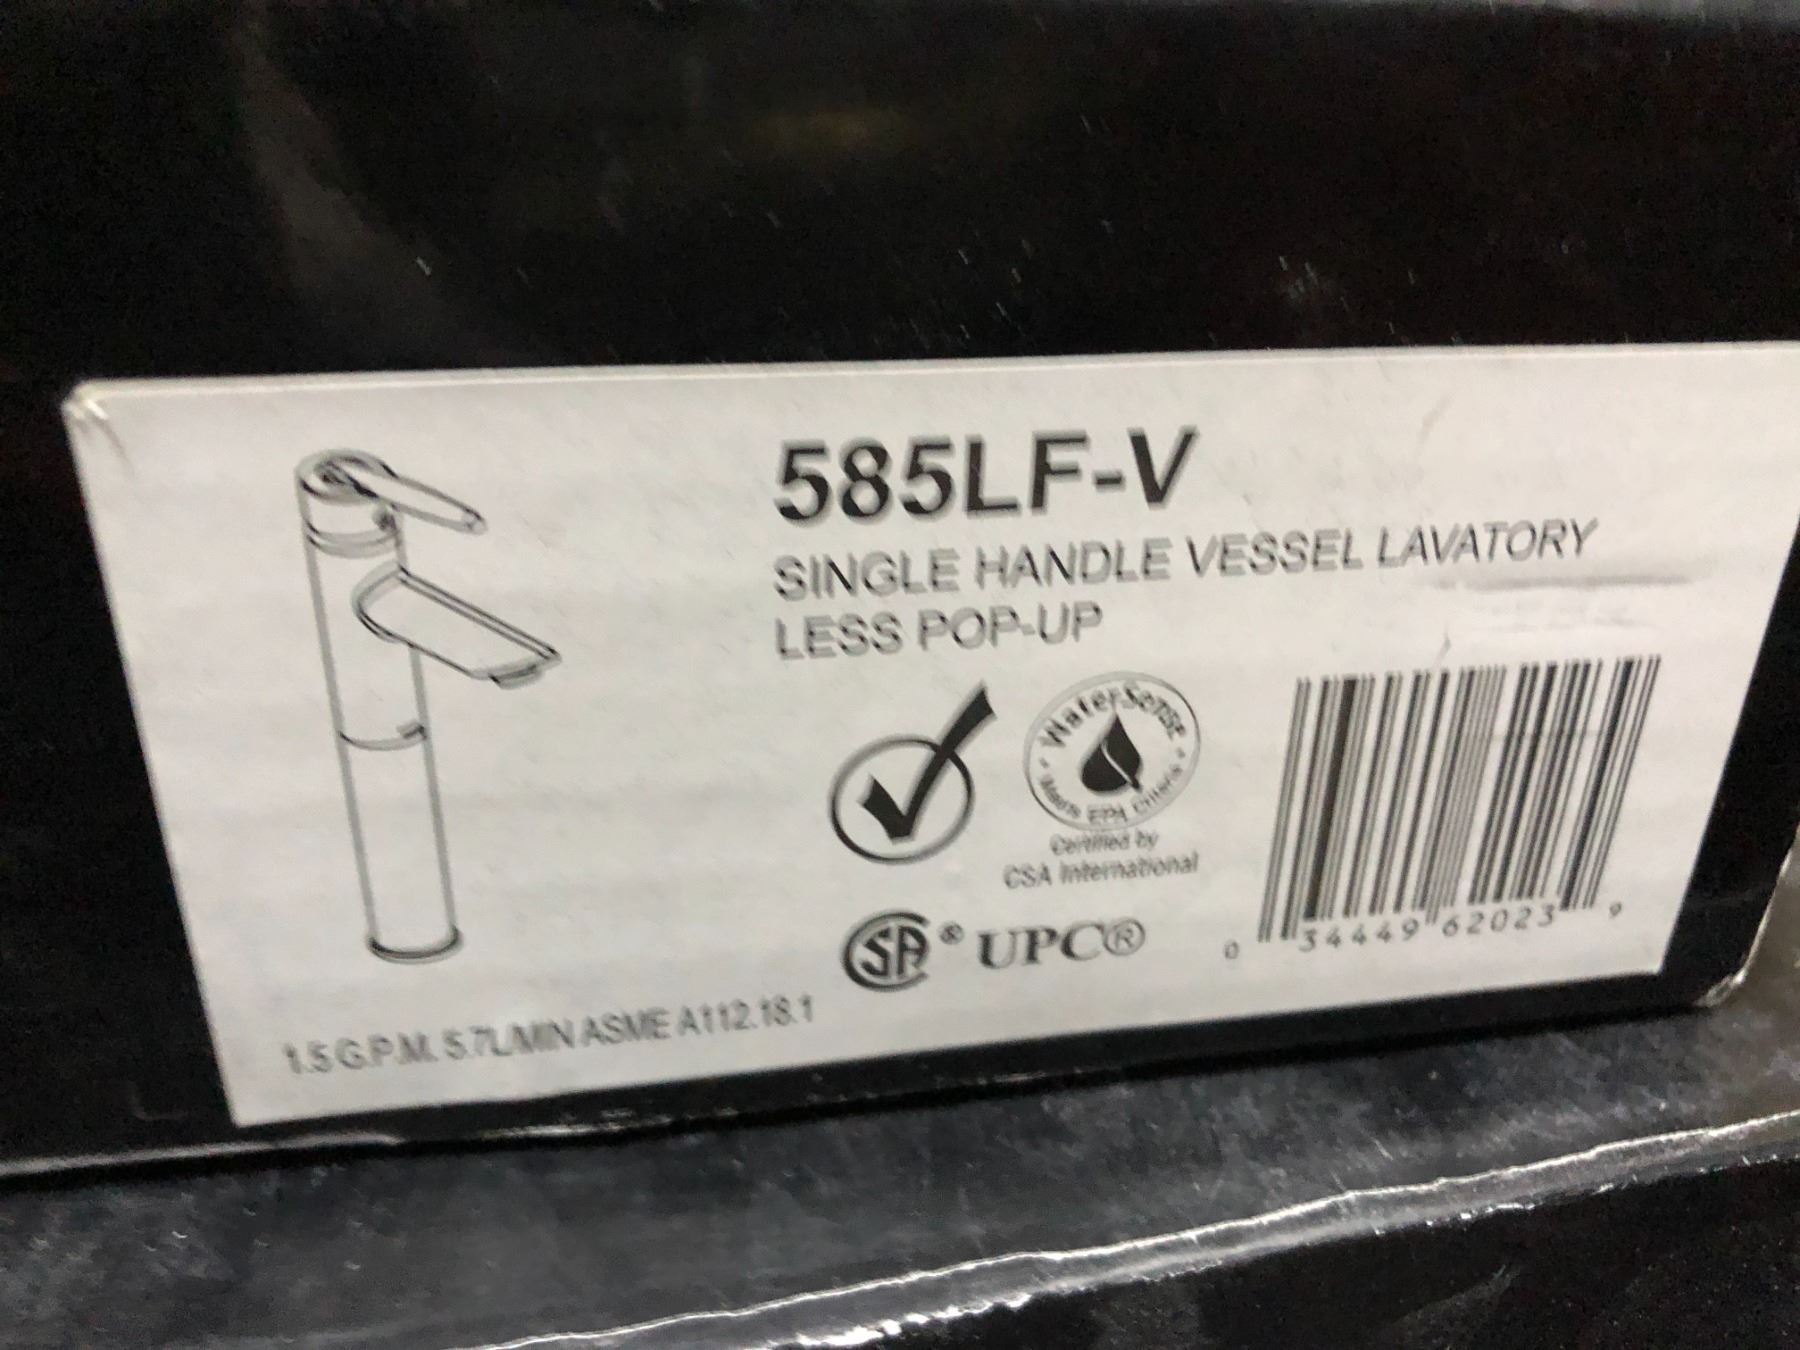 585LF-V
SINGLE HANDLE VESSEL LAVATORY
LESS POP-UP
WaterSense
Meets EPA Criteria
Certified by
CSA International
SA® UPC®
0 34449 62023 9
1.5 G.P.M. 5.7L/MIN ASME A112.18.1